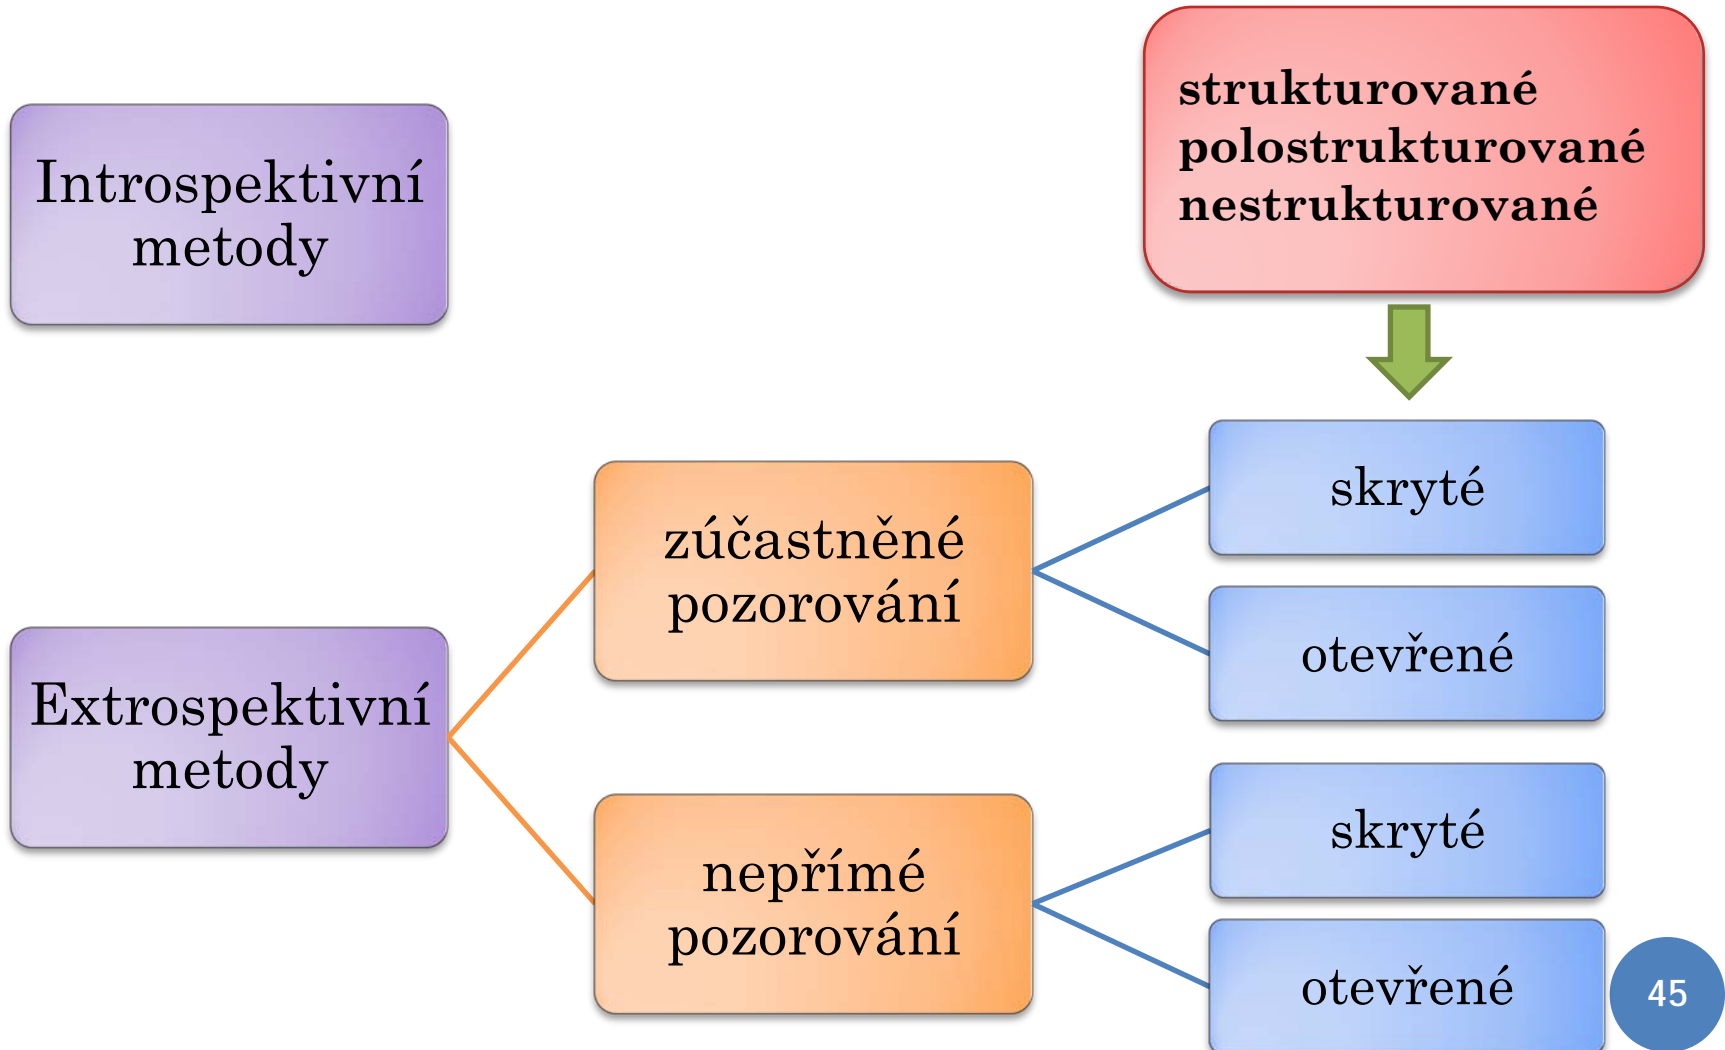 strukturované
polostrukturované
nestrukturované
Introspektivní
metody
skryté
zúčastněné
pozorování
otevřené
Extrospektivní
metody
skryté
nepřímé
pozorování
otevřené
45